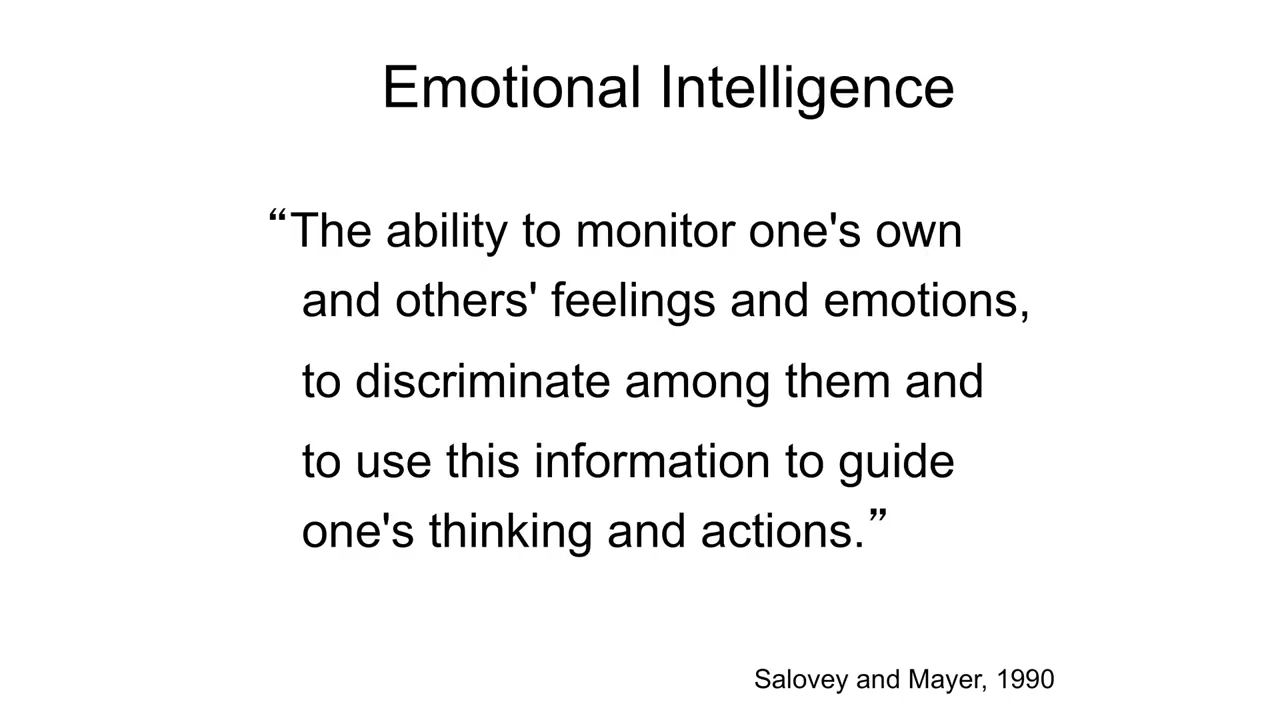 Emotional Intelligence
“The ability to monitor one's own
and others' feelings and emotions,
to discriminate among them and
to use this information to guide
one's thinking and actions.”
Salovey and Mayer, 1990